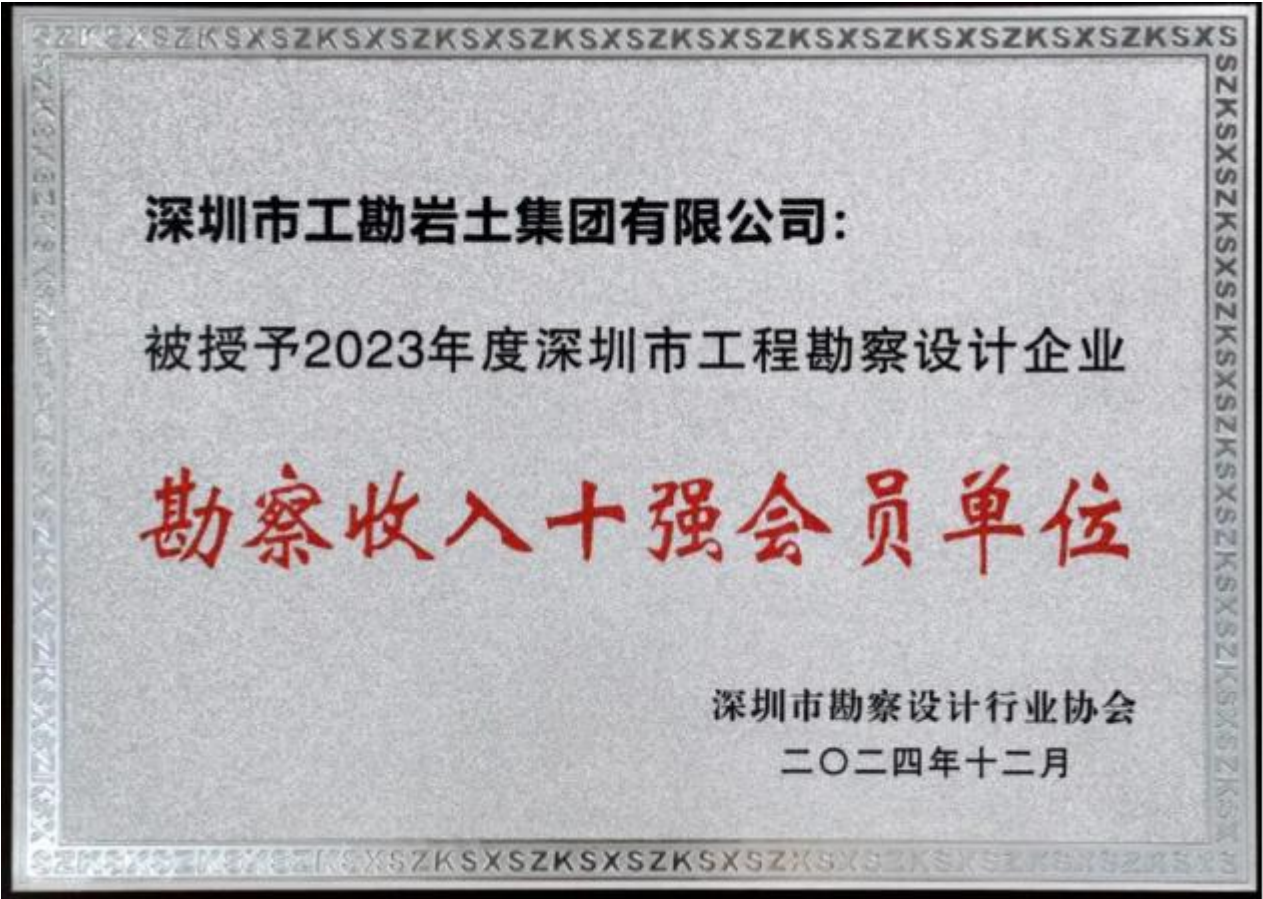 SZKSXSZKSXSZKSXSZKSXSZKSXSZKSXSZKSXSZKSXSZKSXSZKSXS
深圳市工勘岩土集团有限公司：
被授予2023年度深圳市工程勘察设计企业
勘察收入十强会员单位
深圳市勘察设计行业协会
二〇二四年十二月
SZKSXSZKSXSZKSXSZKSX